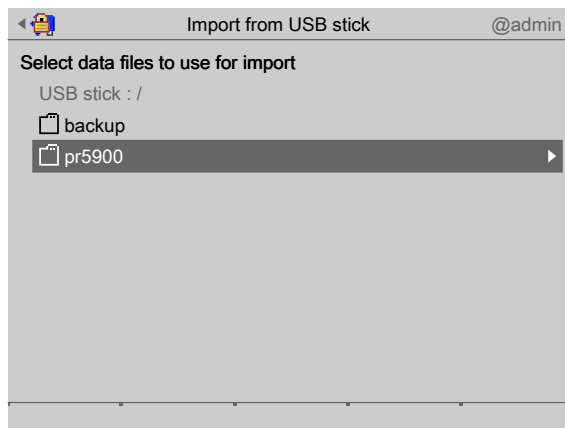 Import from USB stick @admin
Select data files to use for import
USB stick : /
backup
pr5900